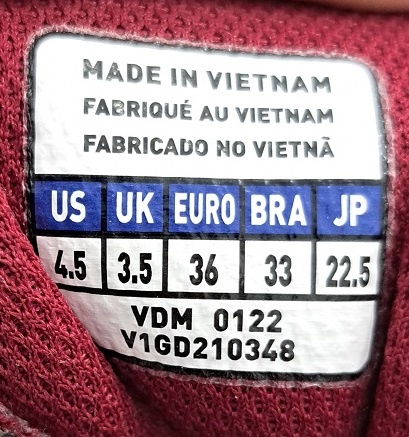 MADE IN VIETNAM
FABRIQUÉ AU VIETNAM
FABRICADO NO VIETNÃ
US UK EURO BRA JP
4.5 3.5 36 33 22.5
VDM 0122
V1GD210348